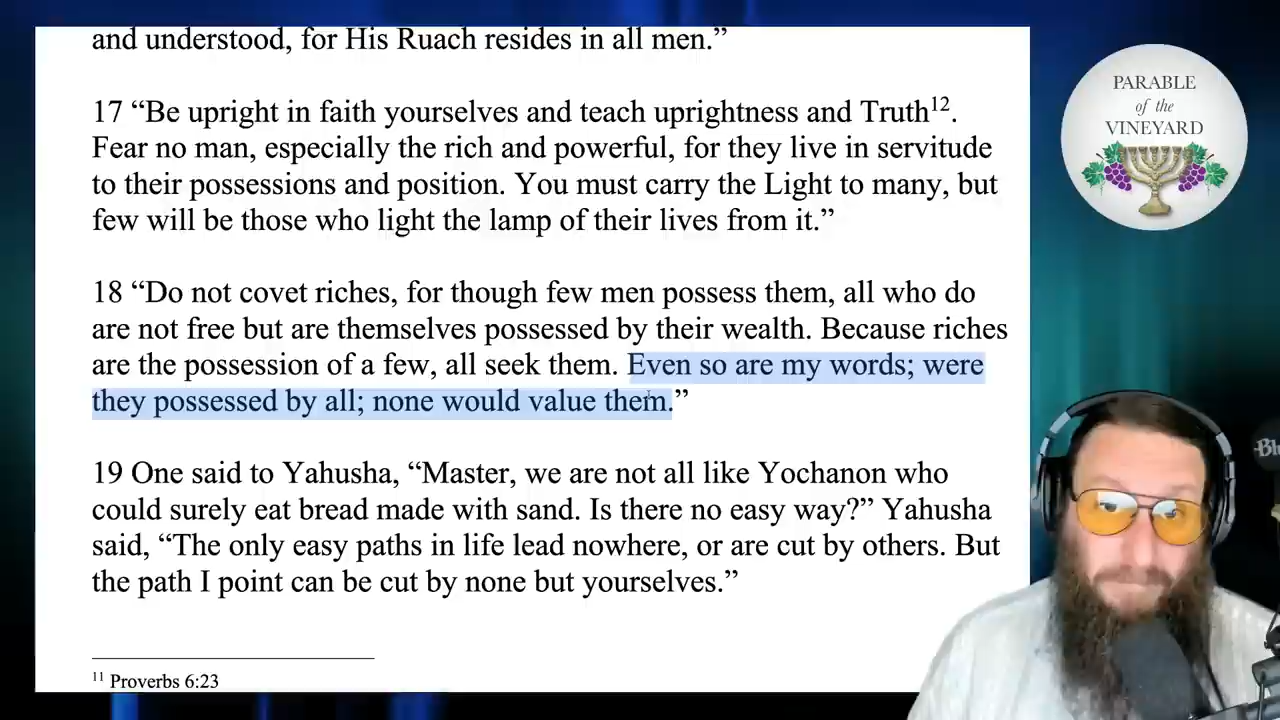 and understood, for His Ruach resides in all men.”
17 “Be upright in faith yourselves and teach uprightness and Truth12.
Fear no man, especially the rich and powerful, for they live in servitude
to their possessions and position. You must carry the Light to many, but
few will be those who light the lamp of their lives from it.”
18 “Do not covet riches, for though few men possess them, all who do
are not free but are themselves possessed by their wealth. Because riches
are the possession of a few, all seek them. Even so are my words; were
they possessed by all; none would value them.”
19 One said to Yahusha, “Master, we are not all like Yochanon who
could surely eat bread made with sand. Is there no easy way?” Yahusha
said, “The only easy paths in life lead nowhere, or are cut by others. But
the path I point can be cut by none but yourselves.”
11 Proverbs 6:23
PARABLE
of the
VINEYARD